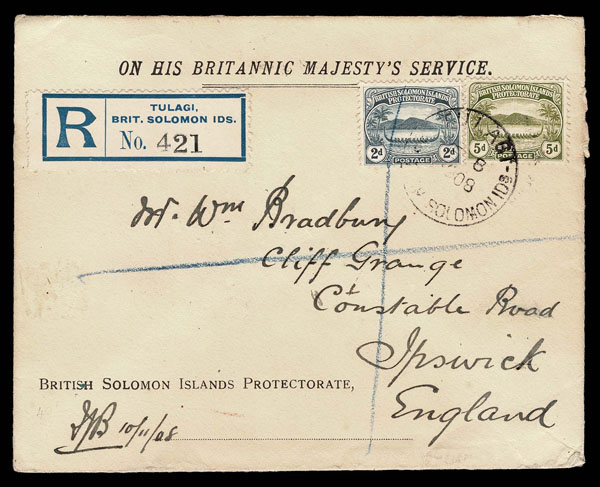 ON HIS BRITANNIC MAJESTY'S SERVICE.
R
TULAGI,
BRIT. SOLOMON IDS.
No. 421
BRITISH SOLOMON ISLANDS
PROTECTORATE
2d POSTAGE 2d
BRITISH SOLOMON ISLANDS
PROTECTORATE
5d POSTAGE 5d
SOLOMON IDS
Mr. Wm Bradbury
Cliff Grange
Constable Road
Ipswick
England
BRITISH SOLOMON ISLANDS PROTECTORATE,
10/11/08